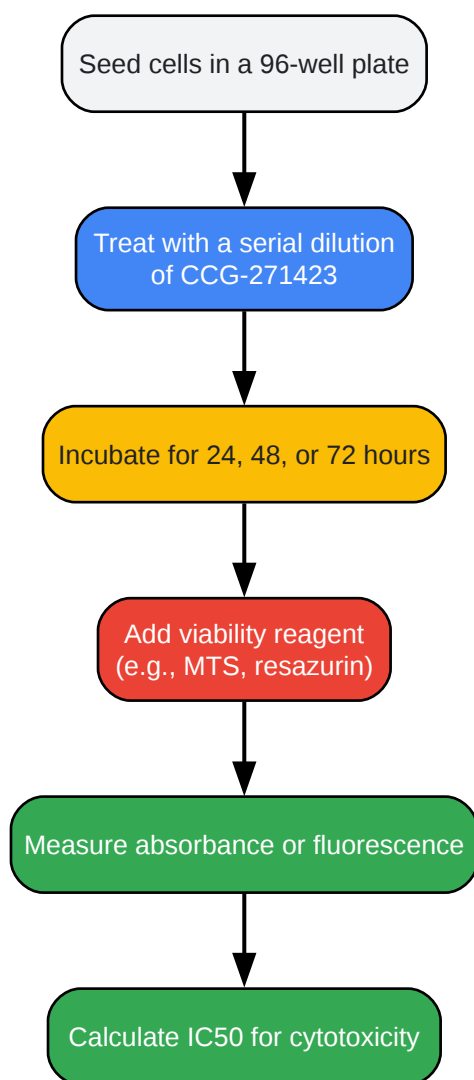 Seed cells in a 96-well plate
Treat with a serial dilution
of CCG-271423
Incubate for 24, 48, or 72 hours
Add viability reagent
(e.g., MTS, resazurin)
Measure absorbance or fluorescence
Calculate IC50 for cytotoxicity